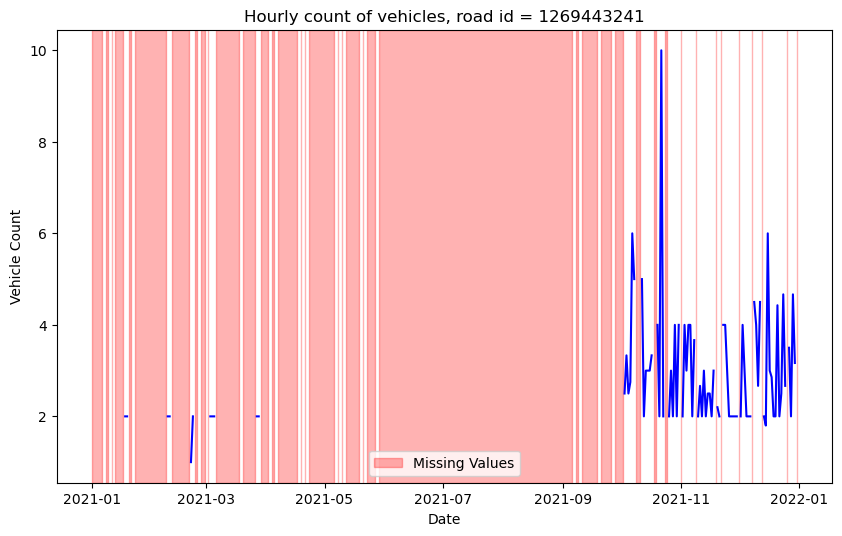 Hourly count of vehicles, road id = 1269443241
Vehicle Count
10
8
6
4
2
Missing Values
2021-01 2021-03 2021-05 2021-07 2021-09 2021-11 2022-01
Date